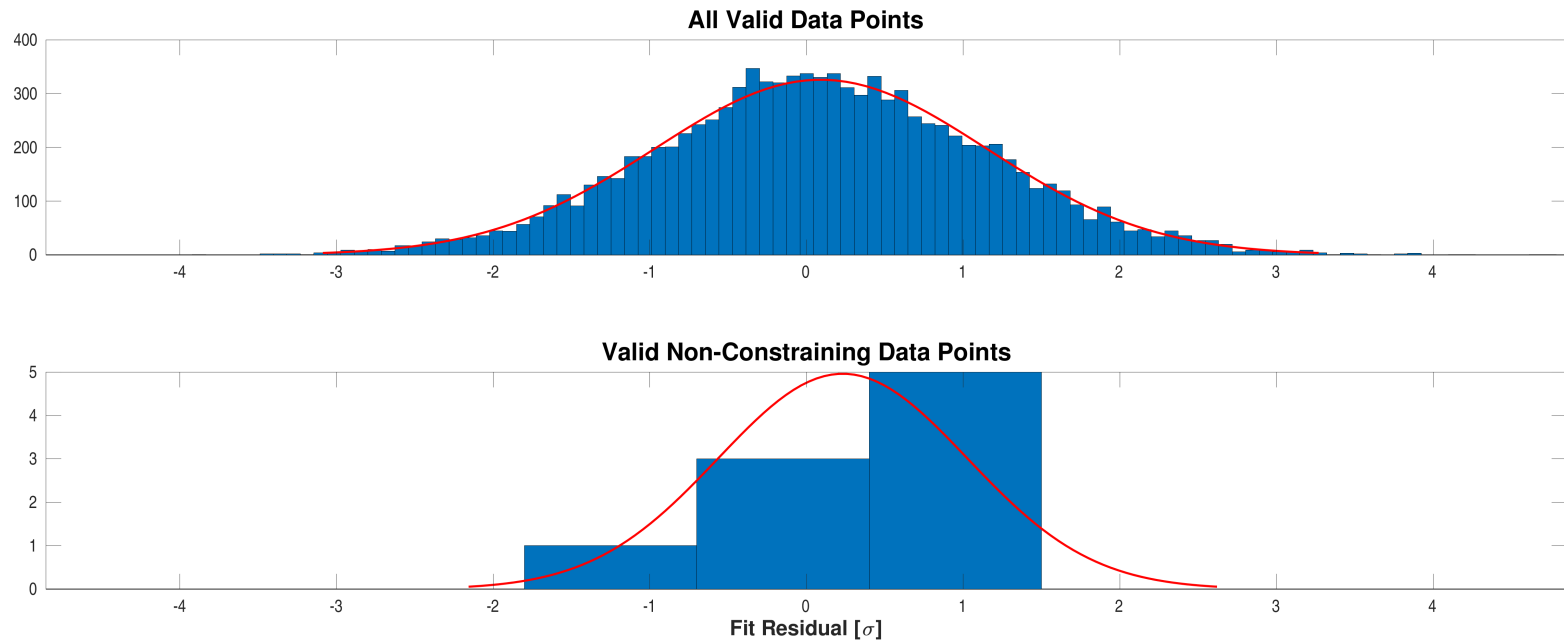 All Valid Data Points
400
300
200
100
0
-4 -3 -2 -1 0 1 2 3 4
Valid Non-Constraining Data Points
5
4
3
2
1
0
-4 -3 -2 -1 0 1 2 3 4
Fit Residual [σ]